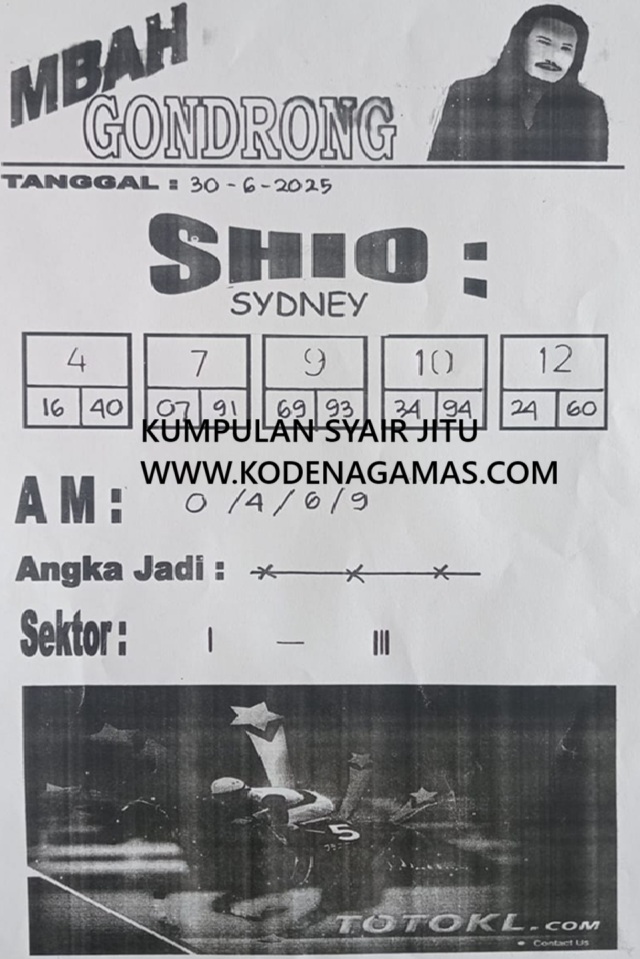 MBAH
GONDRONG
TANGGAL : 30-6-2025
SHIO :
SYDNEY
4 7 9 10 12
16 40 07 91 69 93 34 94 24 60
KUMPULAN SYAIR JITU
WWW.KODENAGAMAS.COM
AM : 0 / 4 / 6 / 9
Angka Jadi :
Sektor : I — III
5
TOTOKL.COM
• Contact Us